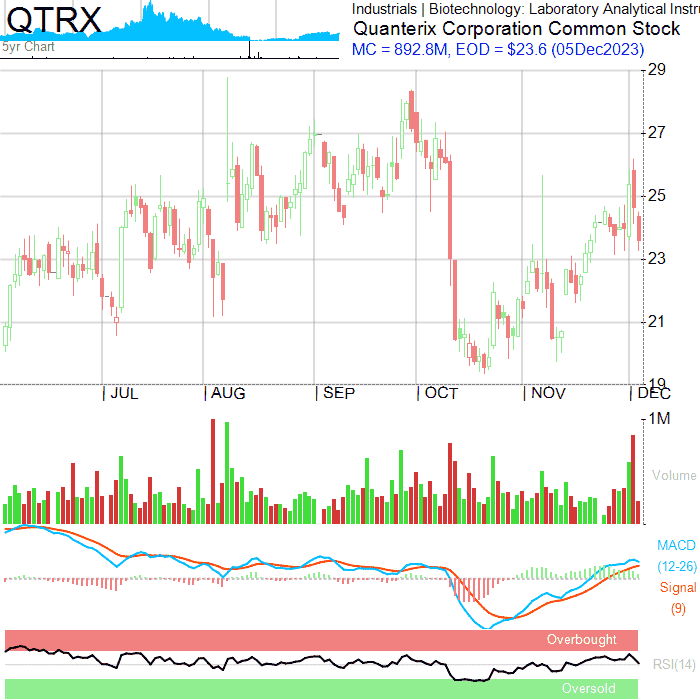 QTRX
5yr Chart
Industrials | Biotechnology: Laboratory Analytical Instru
Quanterix Corporation Common Stock
MC = 892.8M, EOD = $23.6 (05Dec2023)
29
27
25
23
21
19
JUL
AUG
SEP
OCT
NOV
DEC
1M
Volume
MACD
(12-26)
Signal
(9)
Overbought
RSI(14)
Oversold